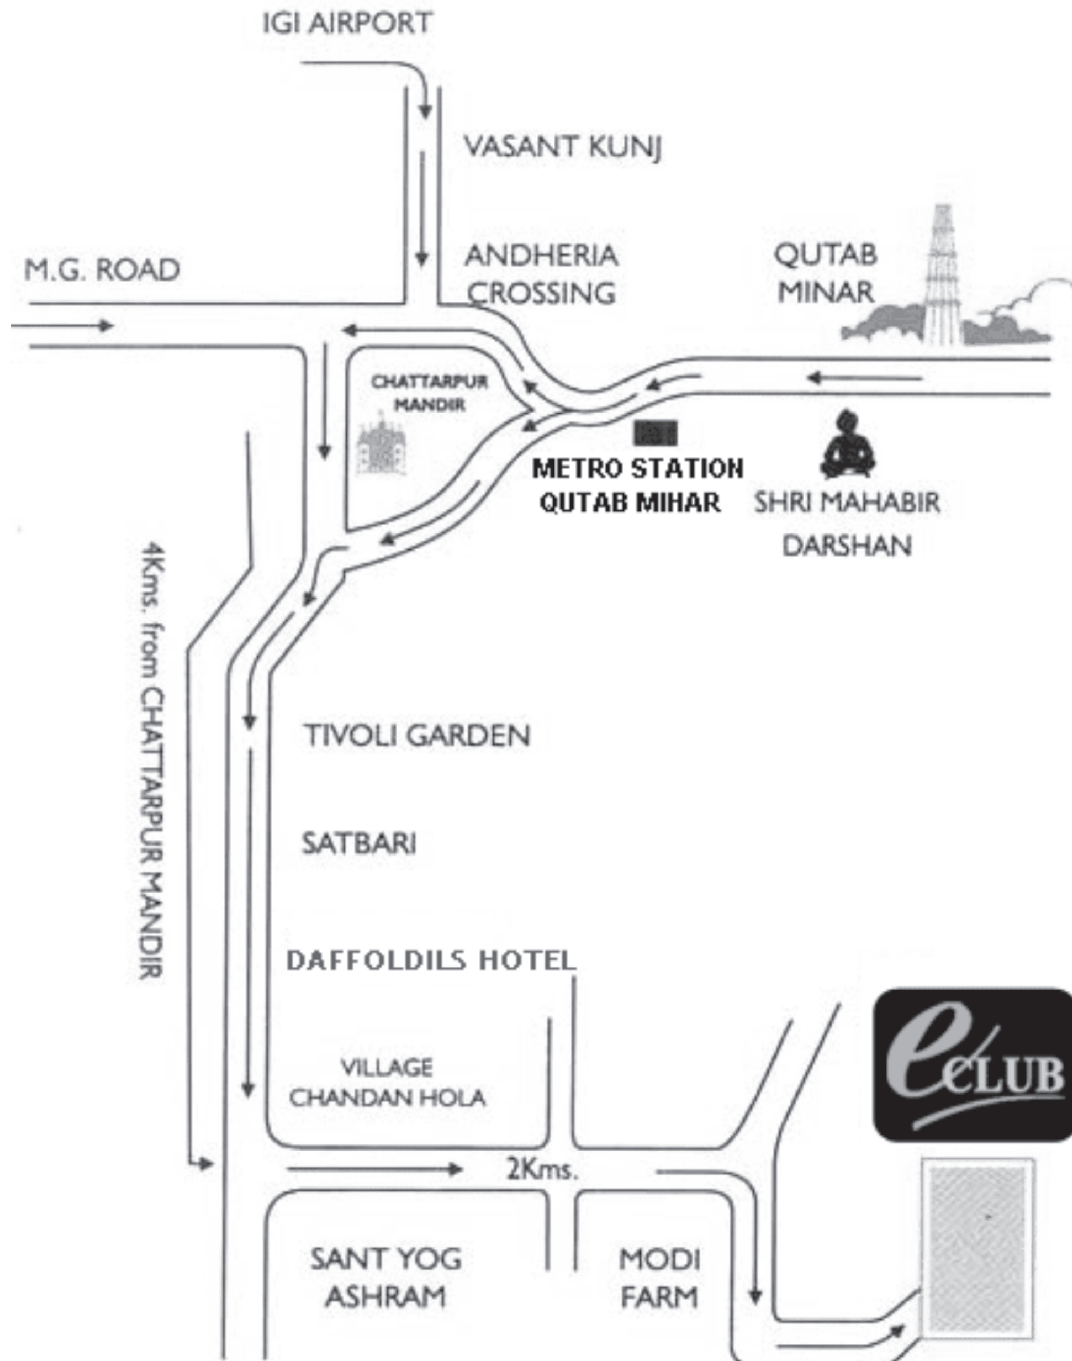 IGI AIRPORT
VASANT KUNJ
M.G. ROAD
ANDHERIA
CROSSING
QUTAB
MINAR
CHATTARPUR
MANDIR
METRO STATION
QUTAB MIHAR
SHRI MAHABIR
DARSHAN
4Kms. from CHATTARPUR MANDIR
TIVOLI GARDEN
SATBARI
DAFFOLDILS HOTEL
VILLAGE
CHANDAN HOLA
eCLUB
2Kms.
SANT YOG
ASHRAM
MODI
FARM